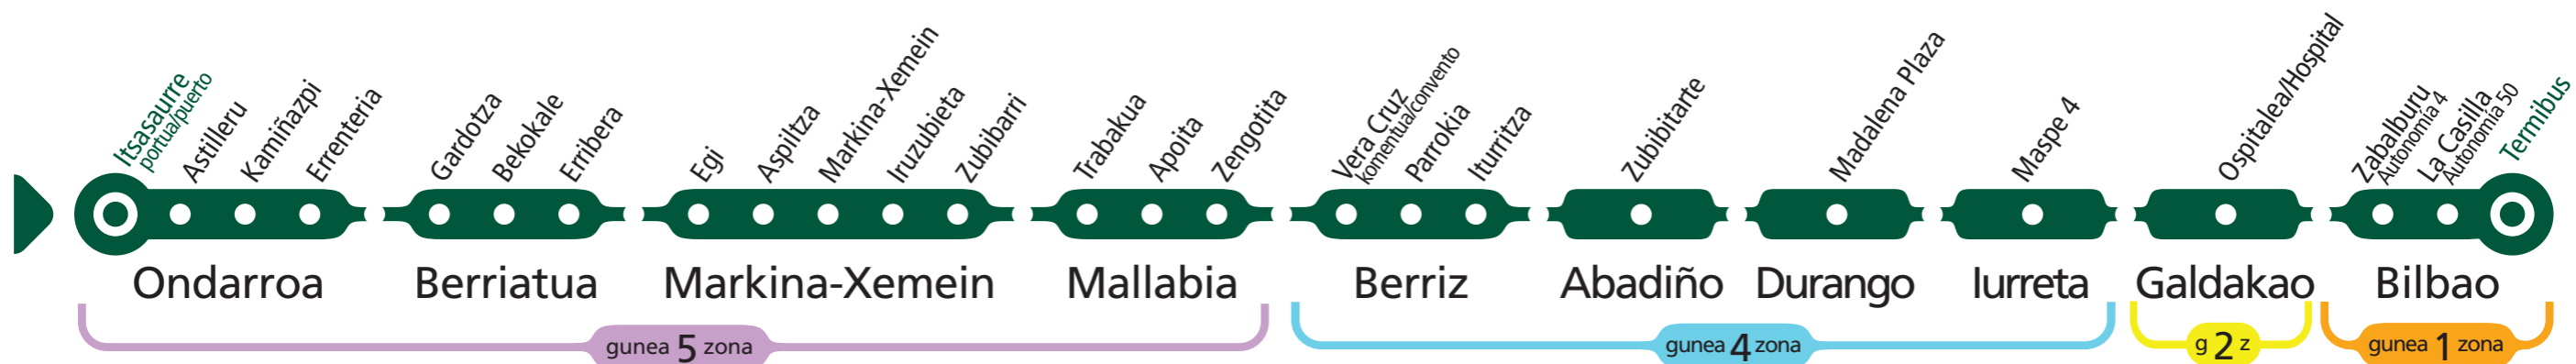 Itsasaurre
portua/puerto
Astilleru
Kamiñazpi
Errenteria
Gardotza
Bekokale
Erribera
Egi
Aspiltza
Markina-Xemein
Iruzubieta
Zubibarri
Trabakua
Apoita
Zengotita
Vera Cruz
komentua/convento
Parrokia
Iturritza
Zubibitarte
Madalena Plaza
Maspe 4
Ospitalea/Hospital
Zabalburu
Autonomia 4
La Casilla
Autonomía 50
Termibus
Ondarroa
Berriatua
Markina-Xemein
Mallabia
Berriz
Abadiño
Durango
Iurreta
Galdakao
Bilbao
gunea 5 zona
gunea 4 zona
g 2 z
gunea 1 zona